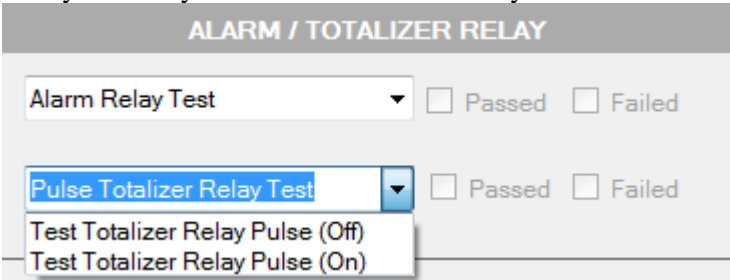 ALARM / TOTALIZER RELAY
Alarm Relay Test Passed Failed
Pulse Totalizer Relay Test Passed Failed
Test Totalizer Relay Pulse (Off)
Test Totalizer Relay Pulse (On)